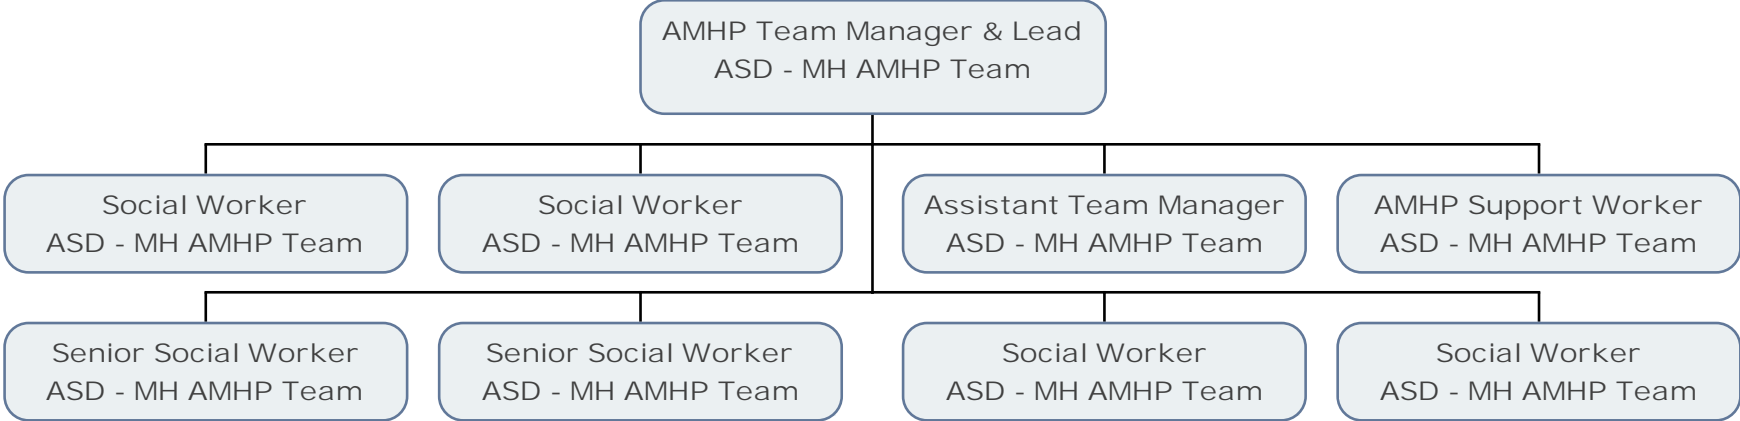 AMHP Team Manager & Lead
ASD - MH AMHP Team
Social Worker
ASD - MH AMHP Team
Social Worker
ASD - MH AMHP Team
Assistant Team Manager
ASD - MH AMHP Team
AMHP Support Worker
ASD - MH AMHP Team
Senior Social Worker
ASD - MH AMHP Team
Senior Social Worker
ASD - MH AMHP Team
Social Worker
ASD - MH AMHP Team
Social Worker
ASD - MH AMHP Team